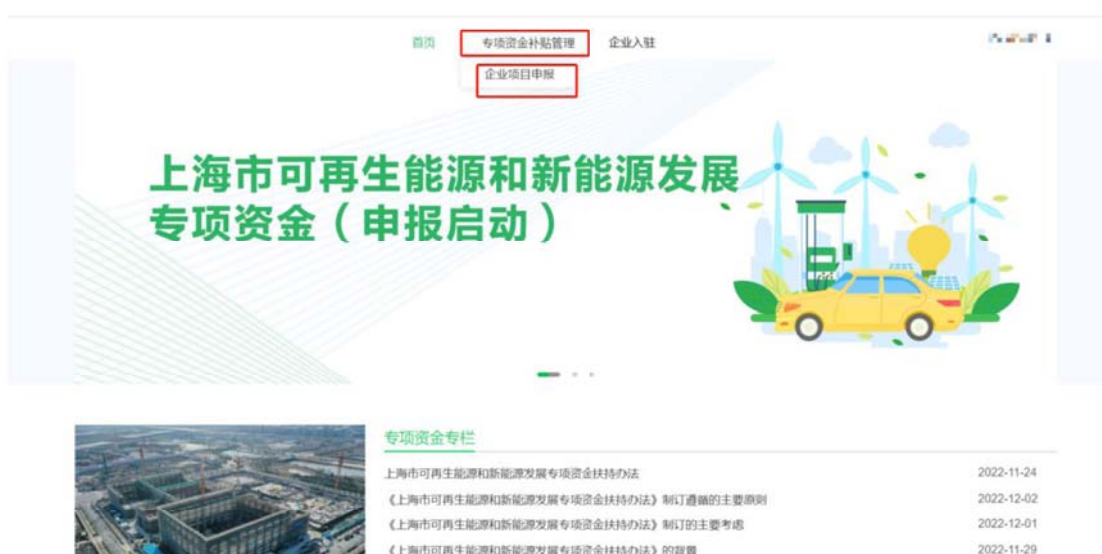 首页 专项资金补贴管理 企业入驻
企业项目申报
上海市可再生能源和新能源发展
专项资金（申报启动）
专项资金专栏
上海市可再生能源和新能源发展专项资金扶持办法 2022-11-24
《上海市可再生能源和新能源发展专项资金扶持办法》制订遵循的主要原则 2022-12-02
《上海市可再生能源和新能源发展专项资金扶持办法》制订的主要考虑 2022-12-01
《上海市可再生能源和新能源发展专项资金扶持办法》的背景 2022-11-29